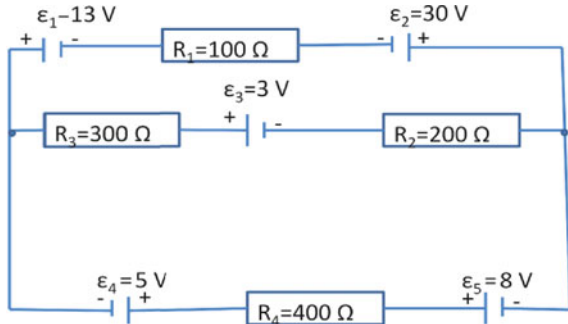 ε₁–13 V
ε₂=30 V
+ - - +
R₁=100 Ω
ε₃=3 V
+ -
R₃=300 Ω
R₂=200 Ω
ε₄=5 V
ε₅=8 V
- + + -
R₄=400 Ω